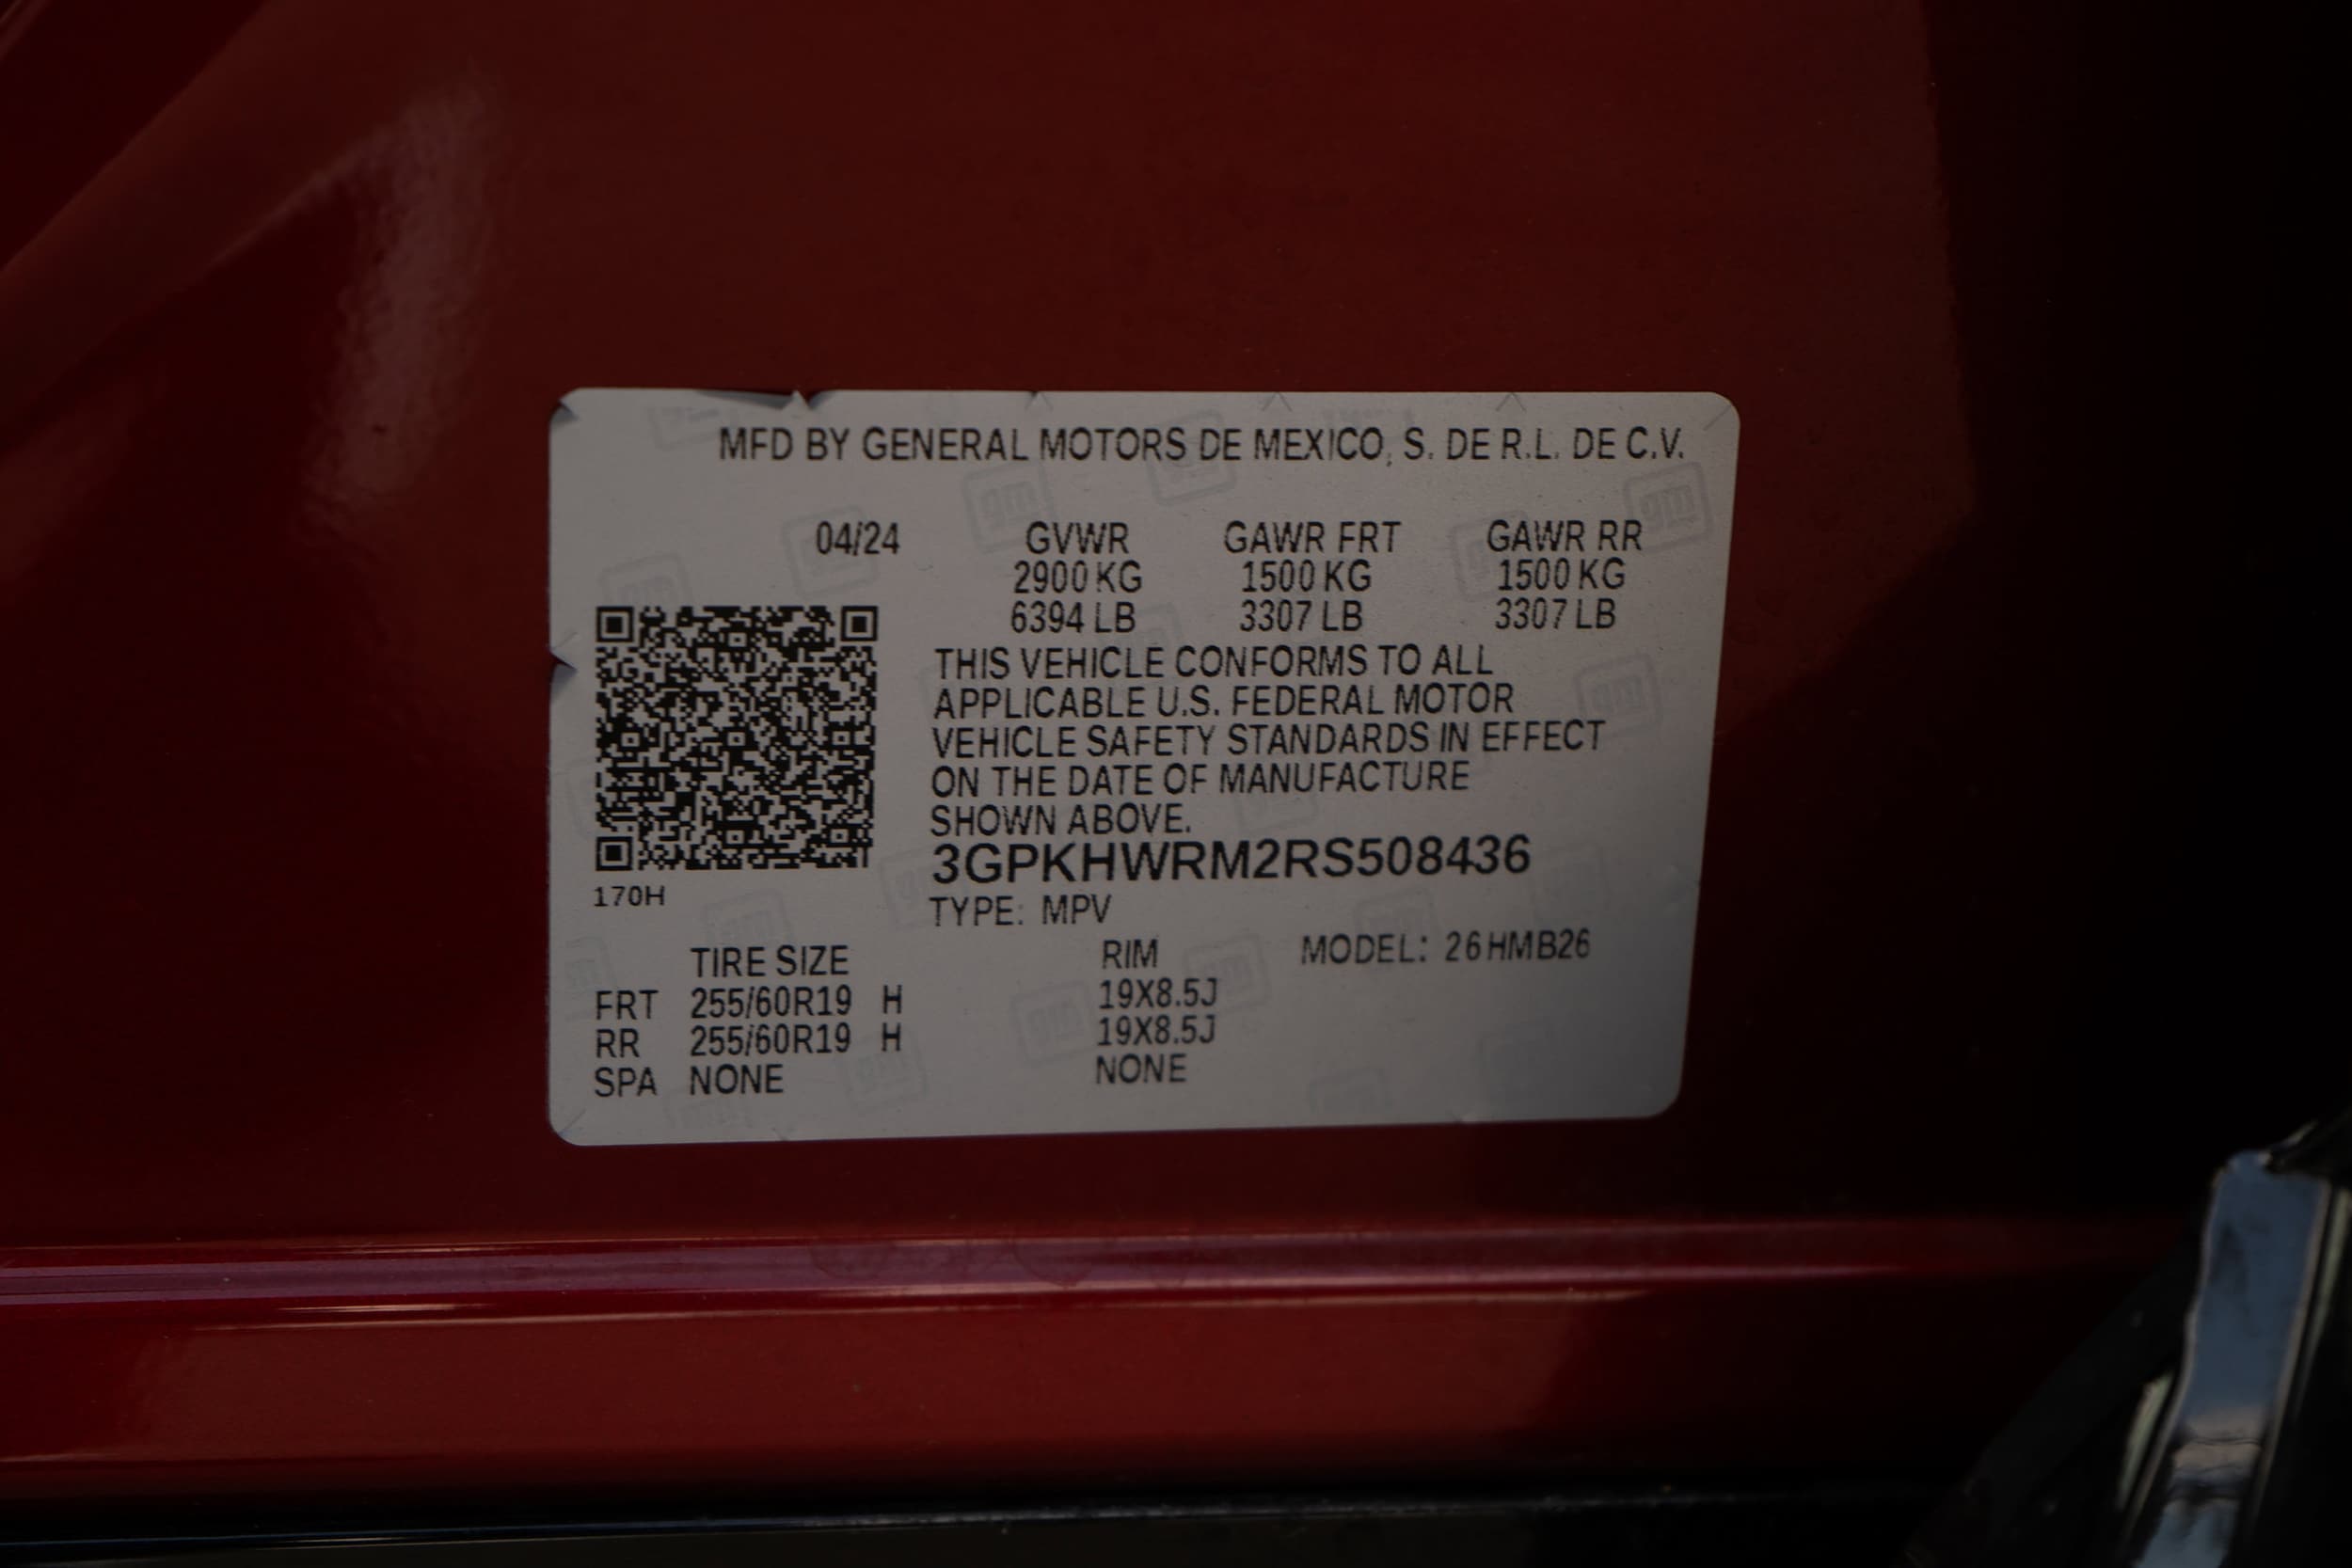 MFD BY GENERAL MOTORS DE MEXICO, S. DE R.L. DE C.V.
04/24 GVWR GAWR FRT GAWR RR
2900 KG 1500 KG 1500 KG
6394 LB 3307 LB 3307 LB
THIS VEHICLE CONFORMS TO ALL
APPLICABLE U.S. FEDERAL MOTOR
VEHICLE SAFETY STANDARDS IN EFFECT
ON THE DATE OF MANUFACTURE
SHOWN ABOVE.
3GPKHWRM2RS508436
170H
TYPE: MPV
TIRE SIZE RIM MODEL: 26HMB26
FRT 255/60R19 H 19X8.5J
RR 255/60R19 H 19X8.5J
SPA NONE NONE